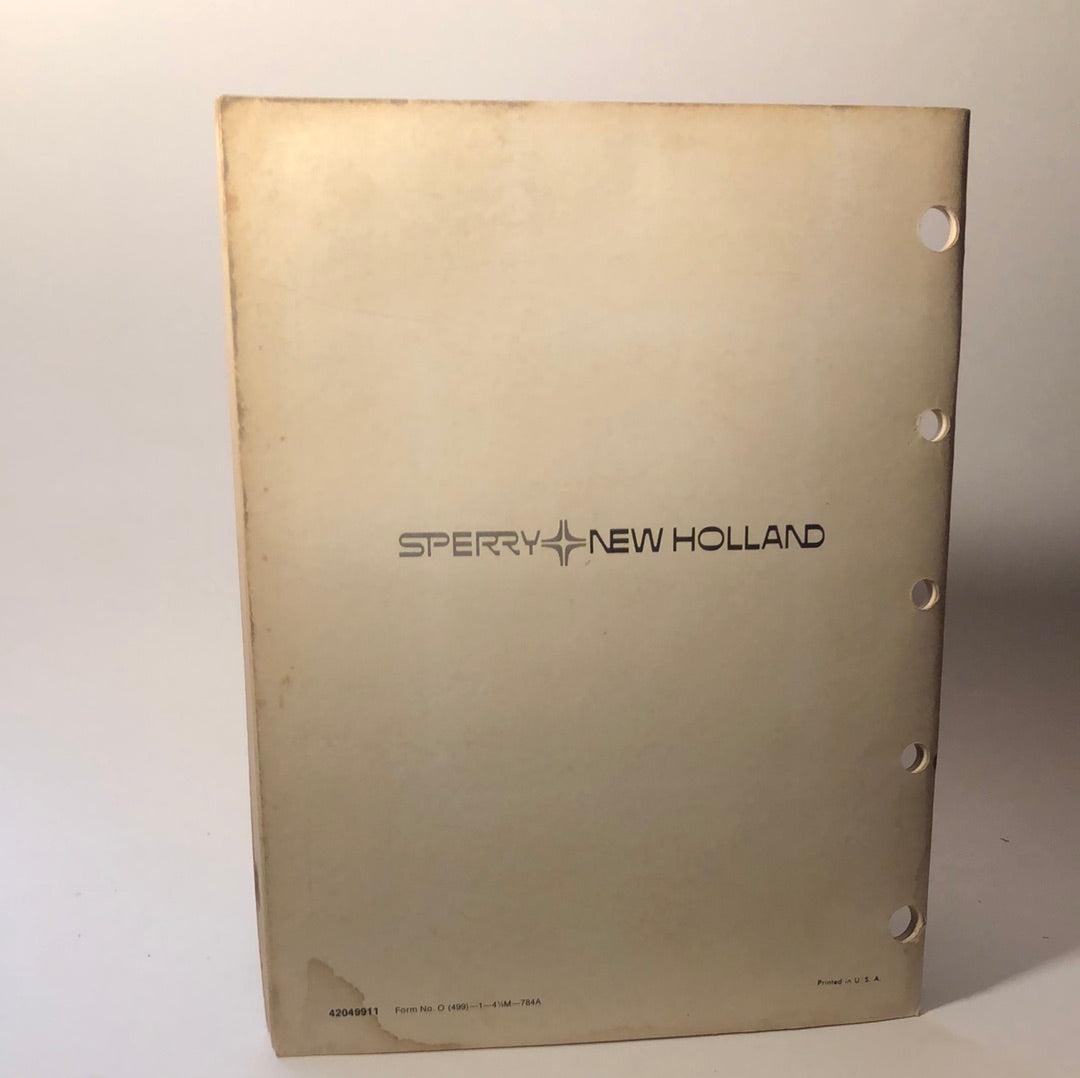 SPERRY NEW HOLLAND
Printed in U. S. A.
42049911 Form No. O (499)—1—4½M—784A